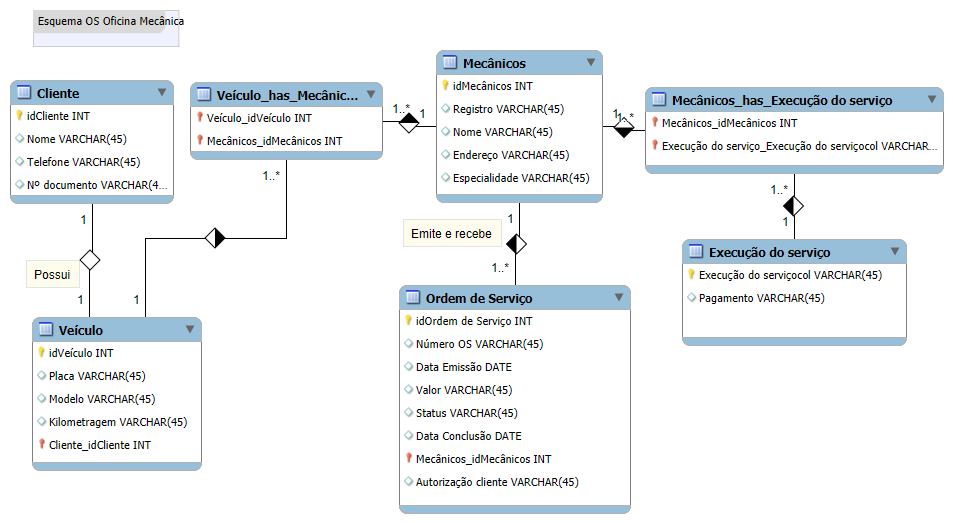 Esquema OS Oficina Mecânica
Cliente
idCliente INT
Nome VARCHAR(45)
Telefone VARCHAR(45)
Nº documento VARCHAR(4...
Veículo_has_Mecânic...
Veículo_idVeículo INT
Mecânicos_idMecânicos INT
Mecânicos
idMecânicos INT
Registro VARCHAR(45)
Nome VARCHAR(45)
Endereço VARCHAR(45)
Especialidade VARCHAR(45)
Mecânicos_has_Execução do serviço
Mecânicos_idMecânicos INT
Execução do serviço_Execução do serviçocol VARCHAR...
1..*
1
1
1..*
1
Possui
1
1..*
1
1
Emite e recebe
1..*
1..*
1
Execução do serviço
Execução do serviçocol VARCHAR(45)
Pagamento VARCHAR(45)
Veículo
idVeículo INT
Placa VARCHAR(45)
Modelo VARCHAR(45)
Kilometragem VARCHAR(45)
Cliente_idCliente INT
Ordem de Serviço
idOrdem de Serviço INT
Número OS VARCHAR(45)
Data Emissão DATE
Valor VARCHAR(45)
Status VARCHAR(45)
Data Conclusão DATE
Mecânicos_idMecânicos INT
Autorização cliente VARCHAR(45)